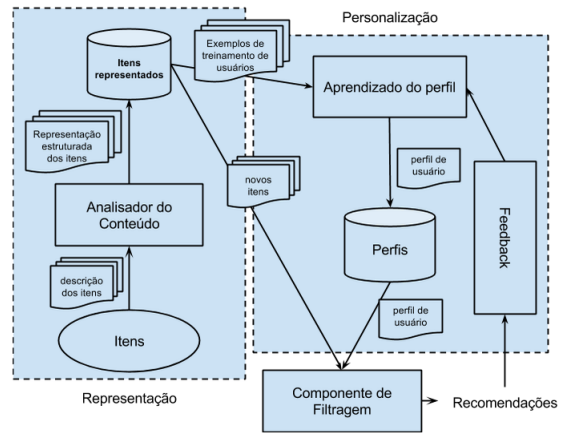 Personalização
Itens
representados
Exemplos de
treinamento de
usuários
Aprendizado do perfil
Representação
estruturada
dos itens
perfil de
usuário
novos
itens
Analisador do
Conteúdo
Feedback
Perfis
descrição
dos itens
perfil de
usuário
Itens
Componente de
Filtragem
Recomendações
Representação